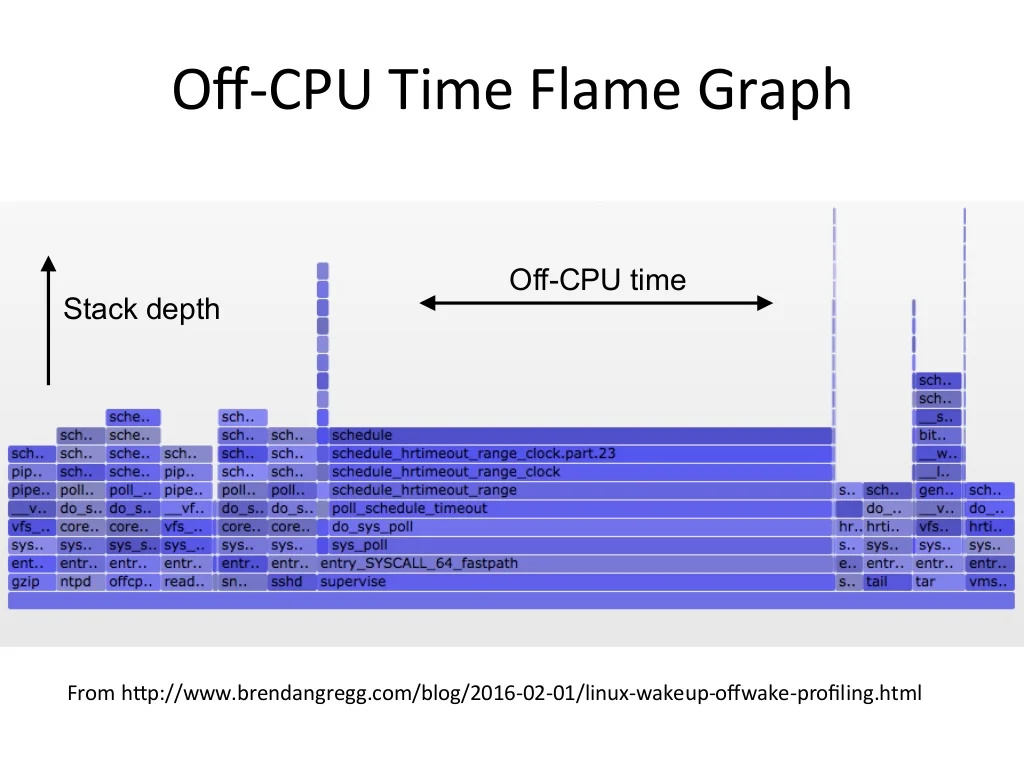 Off-CPU Time Flame Graph
Off-CPU time
Stack depth
sch.. sch..
sche.. sch.. __s..
sch.. sche.. sch.. sch.. schedule bit..
sch.. sch.. sche.. sch.. sch.. sch.. schedule_hrtimeout_range_clock.part.23 __w..
pip.. sch.. sche.. pip.. sch.. sch.. schedule_hrtimeout_range_clock __l..
pipe.. poll.. poll_.. pipe.. poll.. poll.. schedule_hrtimeout_range s.. sch.. gen.. sch..
__v.. do_s.. do_s.. __vf.. do_s.. do_s.. poll_schedule_timeout do_.. __v.. do_..
vfs_.. core.. core.. vfs_.. core.. core.. do_sys_poll hr.. hrti.. vfs.. hrti..
sys.. sys.. sys_s.. sys_.. sys.. sys.. sys_poll s.. sys.. sys.. sys..
ent.. entr.. entr.. entr.. entr.. entr.. entry_SYSCALL_64_fastpath e.. entr.. entr.. entr..
gzip ntpd offcp.. read.. sn.. sshd supervise s.. tail tar vms..
From http://www.brendangregg.com/blog/2016-02-01/linux-wakeup-offwake-profiling.html